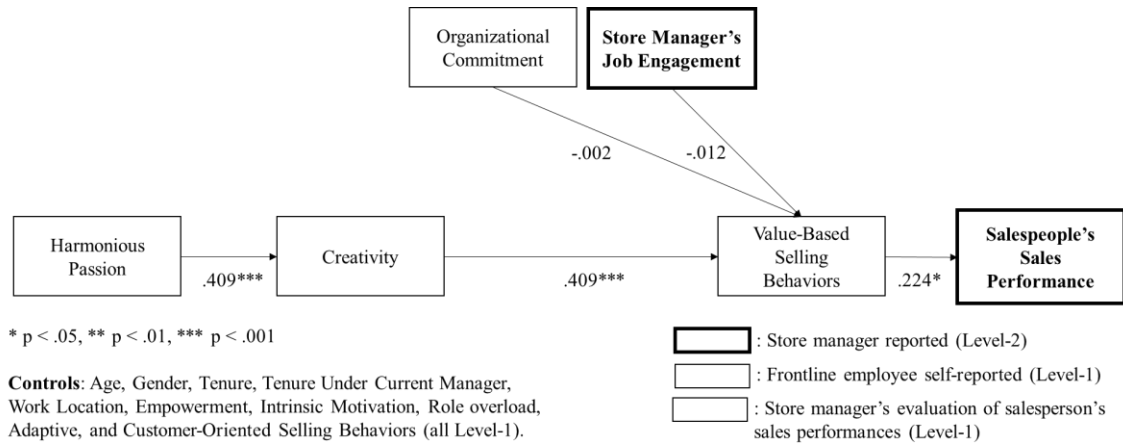 Organizational
Commitment
Store Manager's
Job Engagement
-.002
-.012
Harmonious
Passion
.409***
Creativity
.409***
Value-Based
Selling
Behaviors
.224*
Salespeople's
Sales
Performance
* p < .05, ** p < .01, *** p < .001
Controls: Age, Gender, Tenure, Tenure Under Current Manager,
Work Location, Empowerment, Intrinsic Motivation, Role overload,
Adaptive, and Customer-Oriented Selling Behaviors (all Level-1).
: Store manager reported (Level-2)
: Frontline employee self-reported (Level-1)
: Store manager's evaluation of salesperson's
sales performances (Level-1)